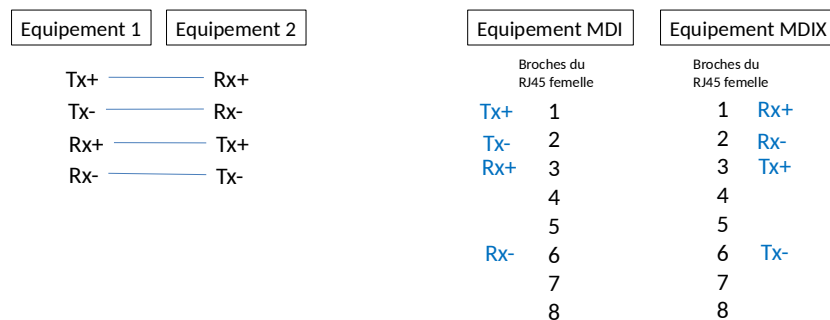 Equipement 1 Equipement 2
Tx+ Rx+
Tx- Rx-
Rx+ Tx+
Rx- Tx-
Equipement MDI Equipement MDIX
Broches du Broches du
RJ45 femelle RJ45 femelle
Tx+ 1 1 Rx+
Tx- 2 2 Rx-
Rx+ 3 3 Tx+
4 4
5 5
Rx- 6 6 Tx-
7 7
8 8